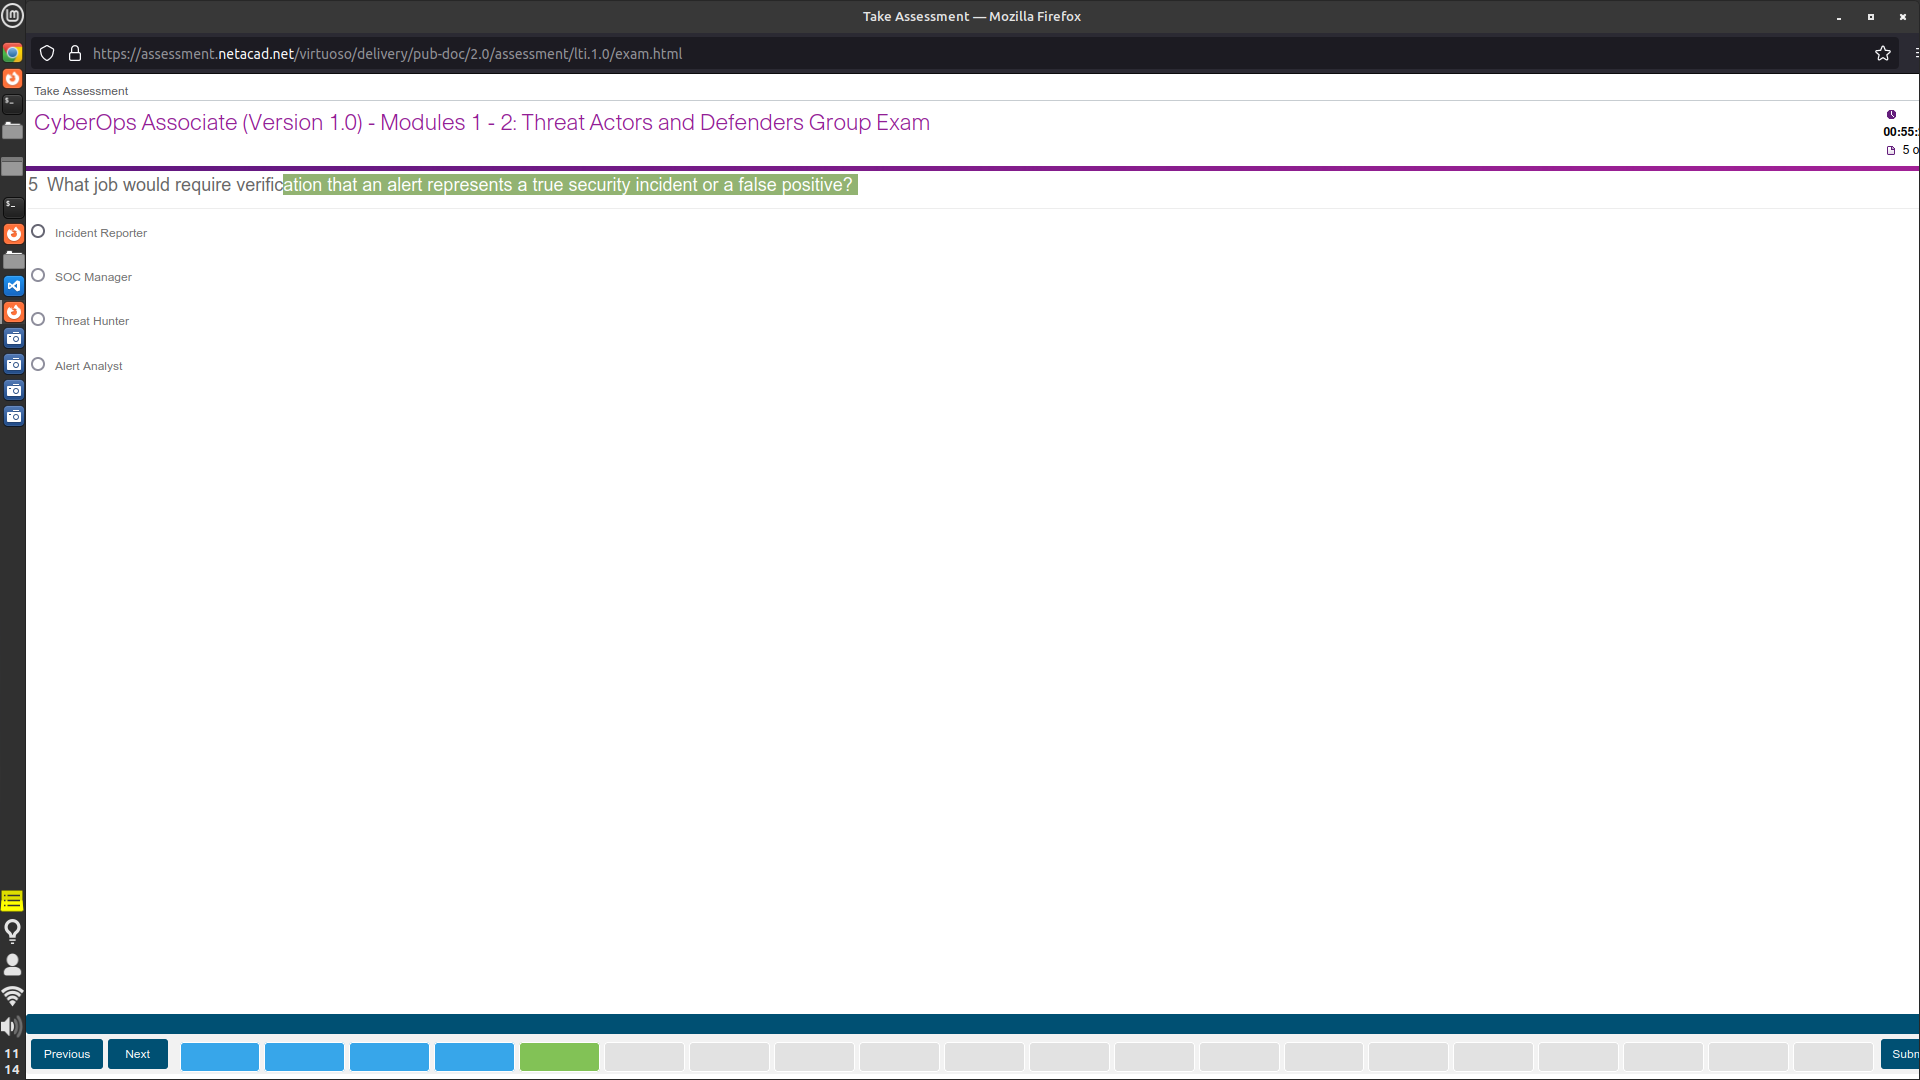 Take Assessment — Mozilla Firefox
https://assessment.netacad.net/virtuoso/delivery/pub-doc/2.0/assessment/lti.1.0/exam.html
Take Assessment
CyberOps Associate (Version 1.0) - Modules 1 - 2: Threat Actors and Defenders Group Exam
00:55:
5 o
5 What job would require verification that an alert represents a true security incident or a false positive?
Incident Reporter
SOC Manager
Threat Hunter
Alert Analyst
Previous
Next
Subm
11
14